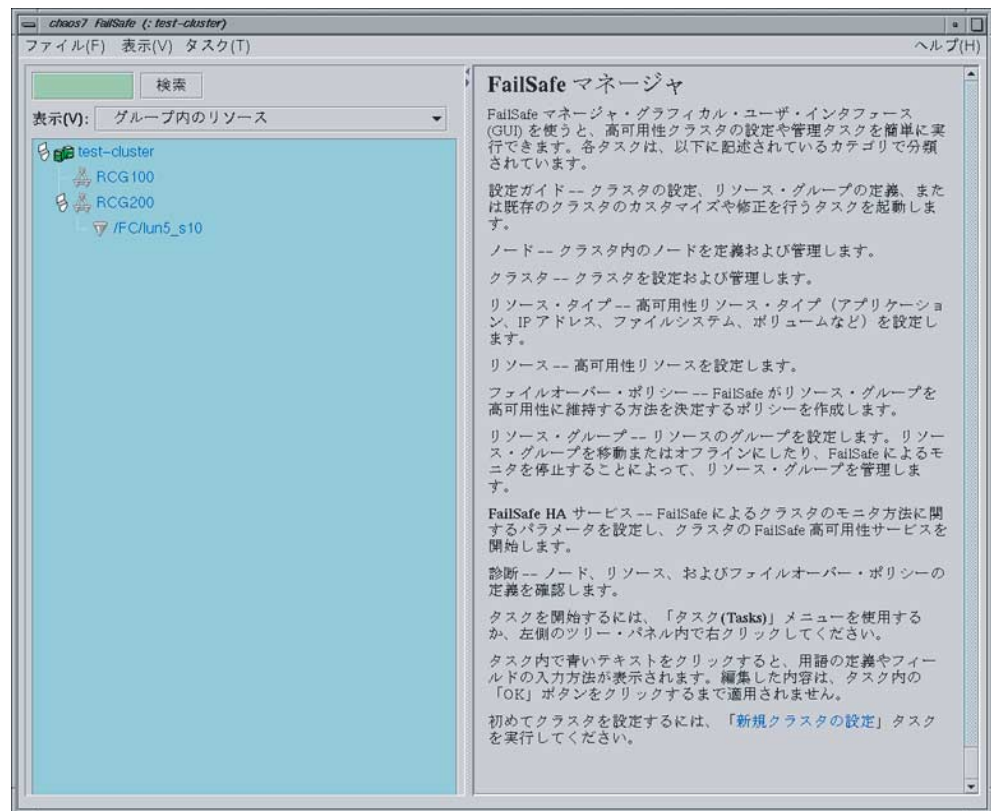 chaos7 FailSafe (: test-cluster)
ファイル(F) 表示(V) タスク(T)
ヘルプ(H)
検索
表示(V): グループ内のリソース
test-cluster
RCG100
RCG200
/FC/lun5_s10
FailSafe マネージャ
FailSafe マネージャ・グラフィカル・ユーザ・インタフェース
(GUI) を使うと、高可用性クラスタの設定や管理タスクを簡単に実
行できます。各タスクは、以下に記述されているカテゴリで分類
されています。
設定ガイド -- クラスタの設定、リソース・グループの定義、また
は既存のクラスタのカスタマイズや修正を行うタスクを起動しま
す。
ノード -- クラスタ内のノードを定義および管理します。
クラスタ -- クラスタを設定および管理します。
リソース・タイプ -- 高可用性リソース・タイプ（アプリケーショ
ン、IP アドレス、ファイルシステム、ボリュームなど）を設定し
ます。
リソース -- 高可用性リソースを設定します。
フェイルオーバー・ポリシー -- FailSafe がリソース・グループを
高可用性に維持する方法を決定するポリシーを作成します。
リソース・グループ -- リソースのグループを設定します。リソー
ス・グループを移動またはオフラインにしたり、FailSafe によるモ
ニタを停止することによって、リソース・グループを管理しま
す。
FailSafe HA サービス -- FailSafe によるクラスタのモニタ方法に関
するパラメータを設定し、クラスタの FailSafe 高可用性サービスを
開始します。
診断 -- ノード、リソース、およびフェイルオーバー・ポリシーの
定義を確認します。
タスクを開始するには、「タスク(Tasks)」メニューを使用する
か、左側のツリー・パネル内で右クリックしてください。
タスク内で青いテキストをクリックすると、用語の定義やフィー
ルドの入力方法が表示されます。編集した内容は、タスク内の
「OK」ボタンをクリックするまで適用されません。
初めてクラスタを設定するには、「新規クラスタの設定」タスク
を実行してください。